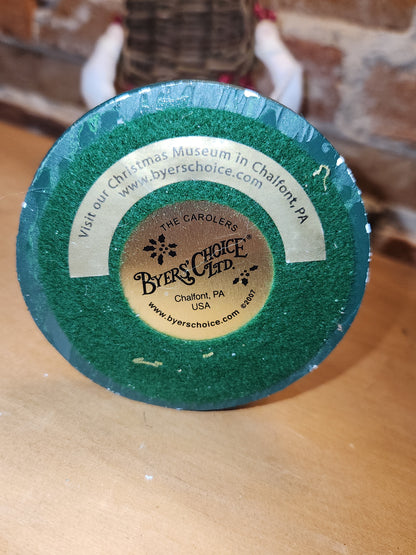 Visit our Christmas Museum in Chalfont, PA
www.byerschoice.com
THE CAROLERS®
BYERS' CHOICE
LTD.®
Chalfont, PA
USA
www.byerschoice.com ©2007